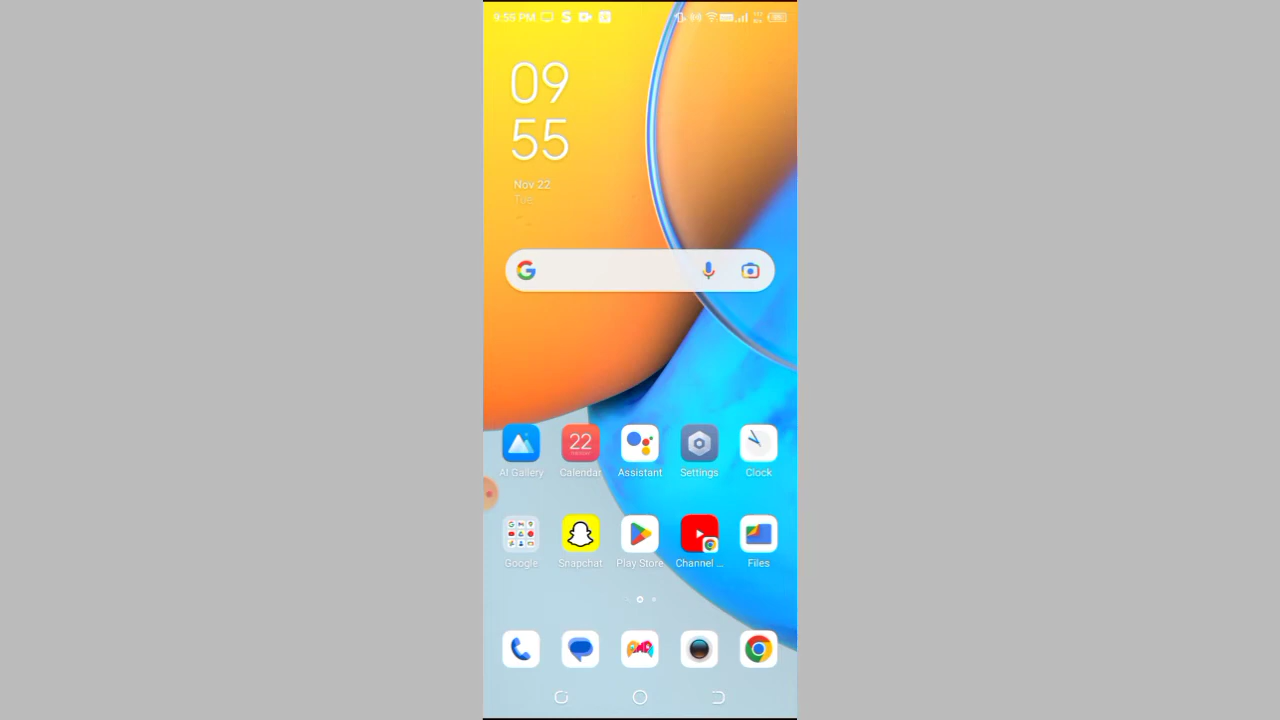 9:55 PM
09
55
Nov 22
Tue
AI Gallery
22
Calendar
Assistant
Settings
Clock
Google
Snapchat
Play Store
Channel ...
Files